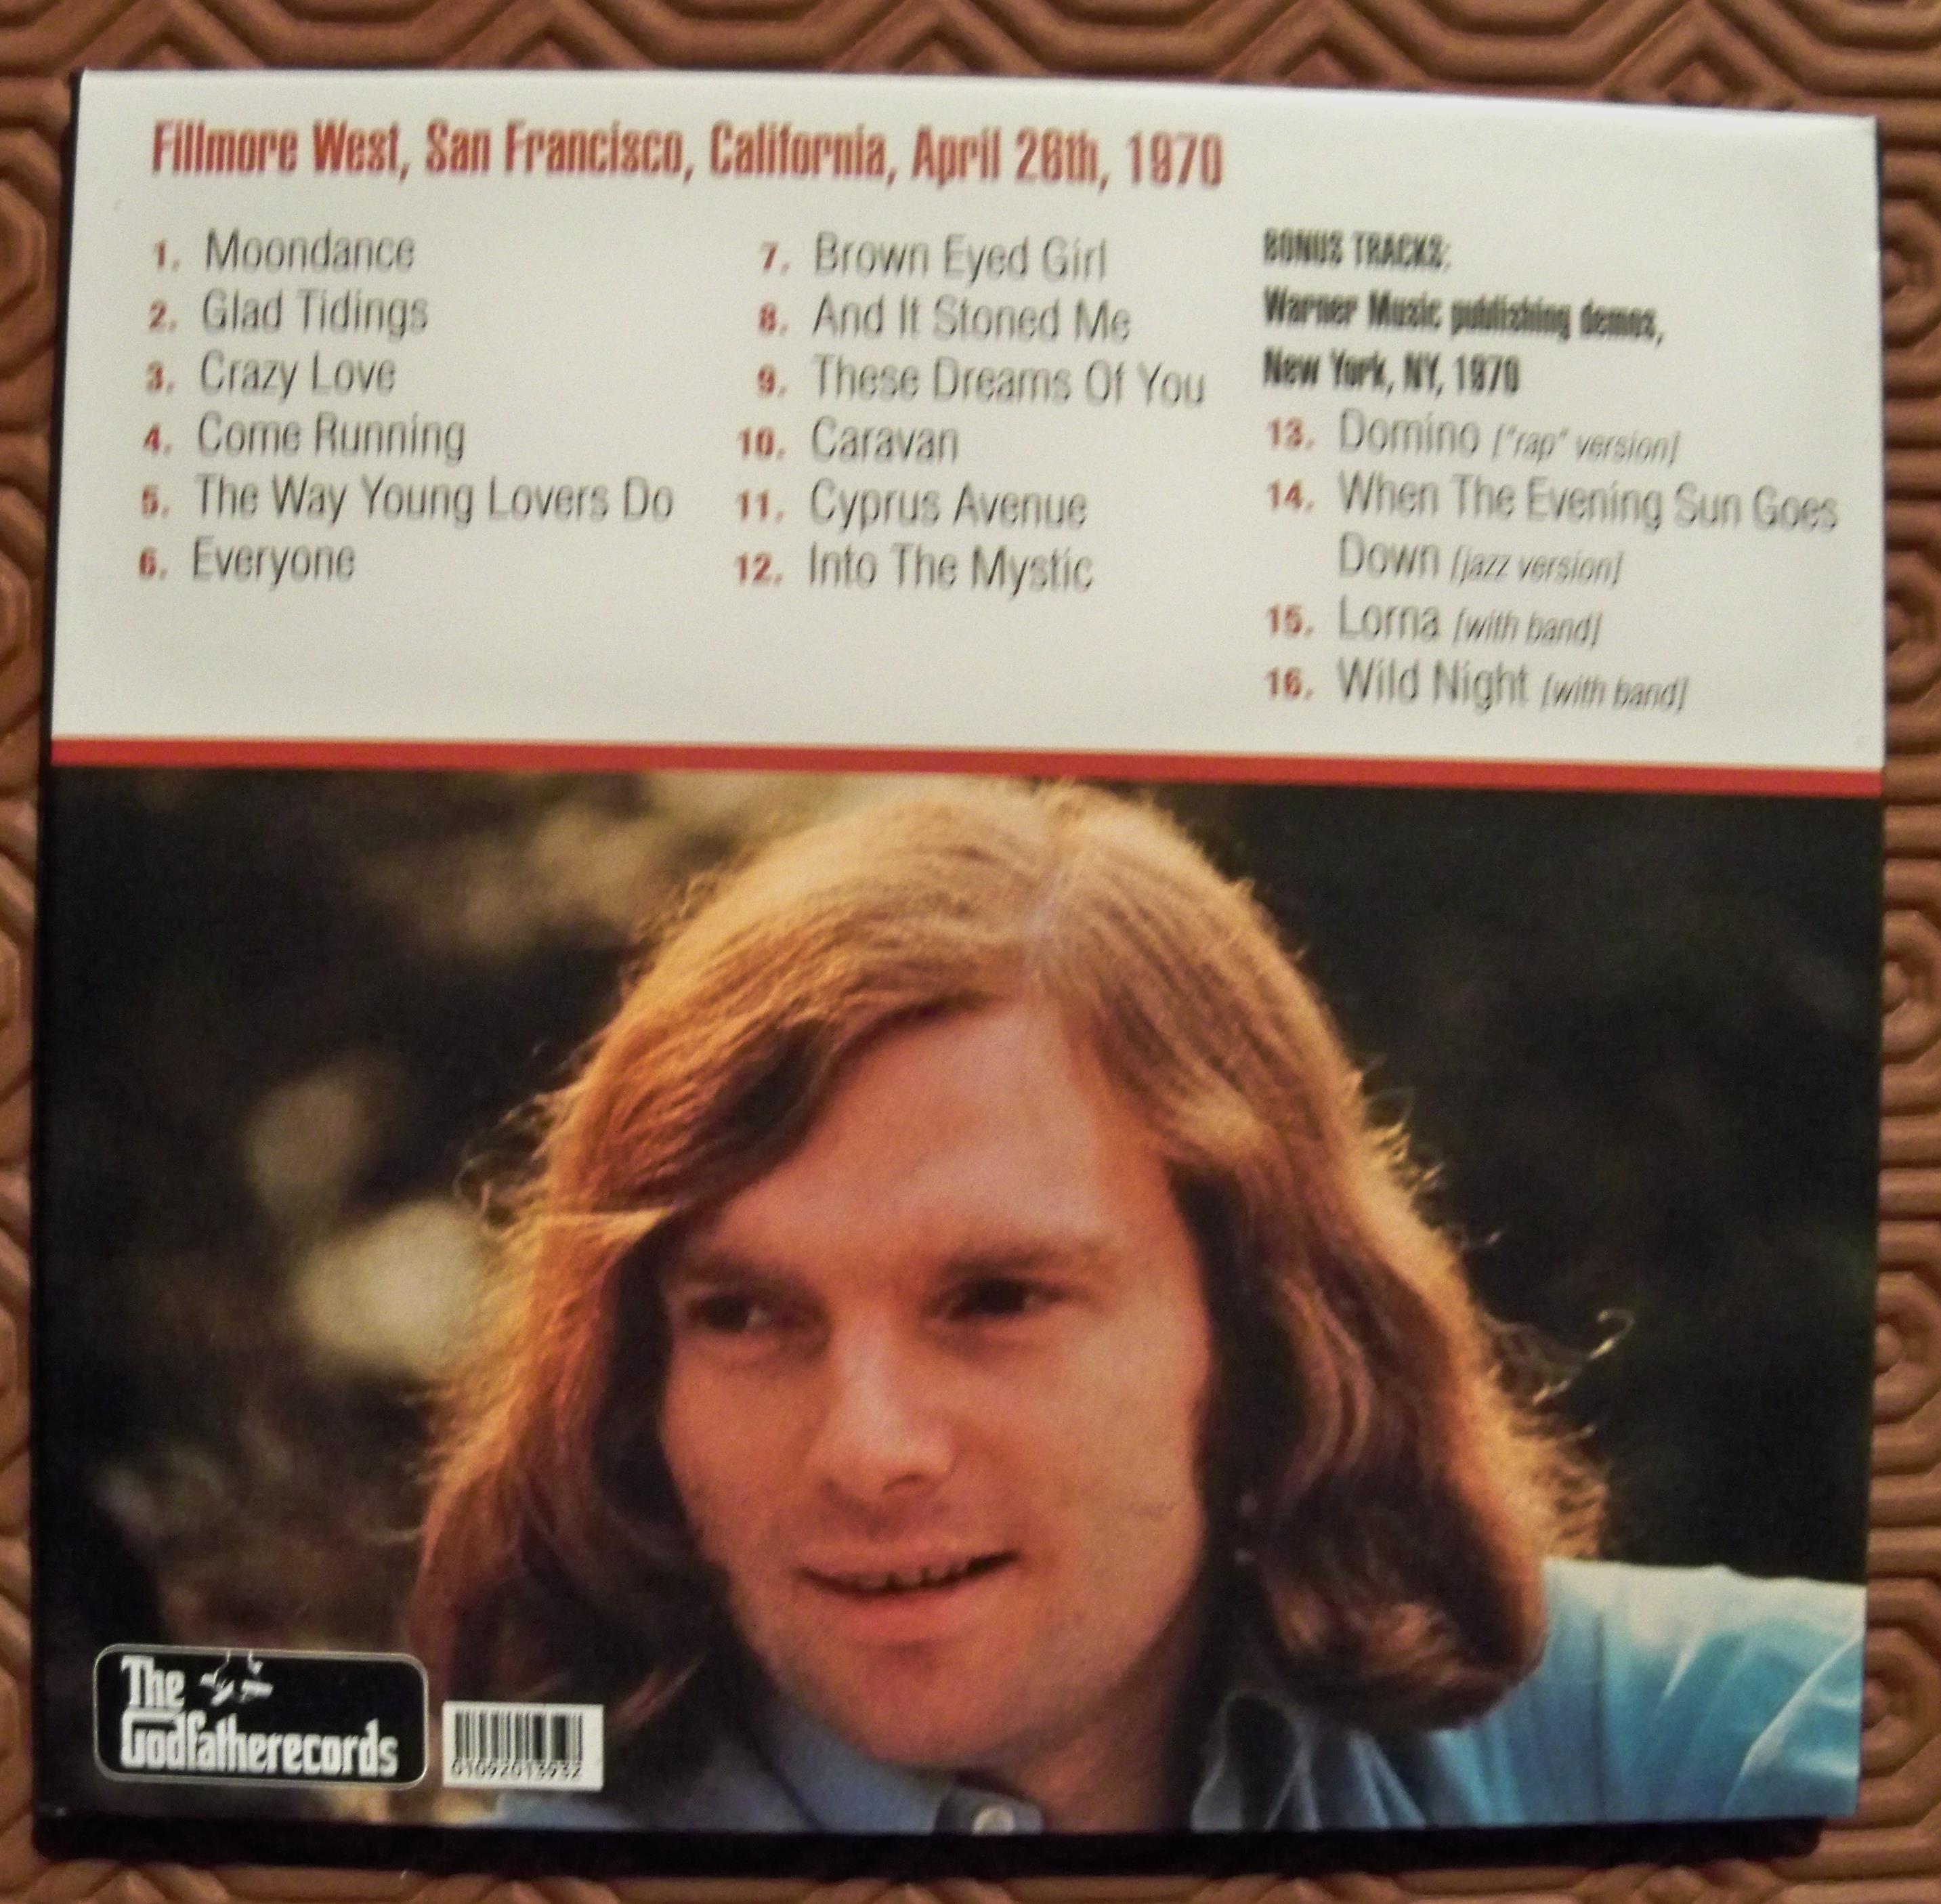 Fillmore West, San Francisco, California, April 26th, 1970
1. Moondance
2. Glad Tidings
3. Crazy Love
4. Come Running
5. The Way Young Lovers Do
6. Everyone
7. Brown Eyed Girl
8. And It Stoned Me
9. These Dreams Of You
10. Caravan
11. Cyprus Avenue
12. Into The Mystic
BONUS TRACKS:
Warner Music publishing demos,
New York, NY, 1970
13. Domino ["rap" version]
14. When The Evening Sun Goes
Down [jazz version]
15. Lorna [with band]
16. Wild Night [with band]
The
Godfatherecords
01092013932